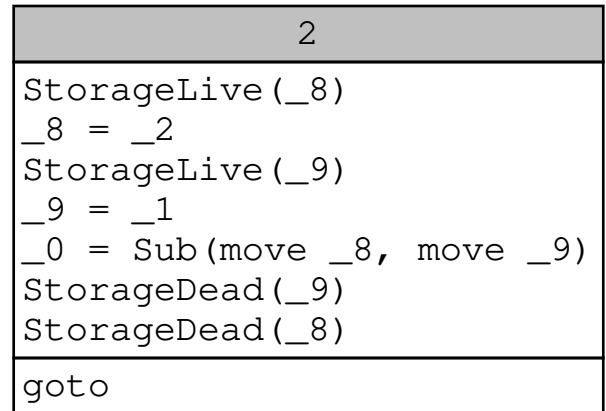 2
StorageLive(_8)
_8 = _2
StorageLive(_9)
_9 = _1
_0 = Sub(move _8, move _9)
StorageDead(_9)
StorageDead(_8)
goto